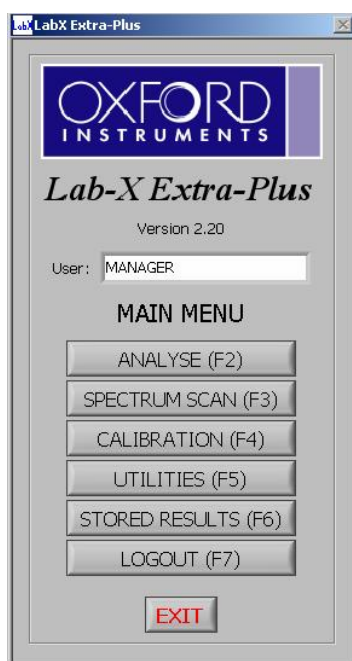 LabX LabX Extra-Plus
OXFORD
INSTRUMENTS
Lab-X Extra-Plus
Version 2.20
User: MANAGER
MAIN MENU
ANALYSE (F2)
SPECTRUM SCAN (F3)
CALIBRATION (F4)
UTILITIES (F5)
STORED RESULTS (F6)
LOGOUT (F7)
EXIT